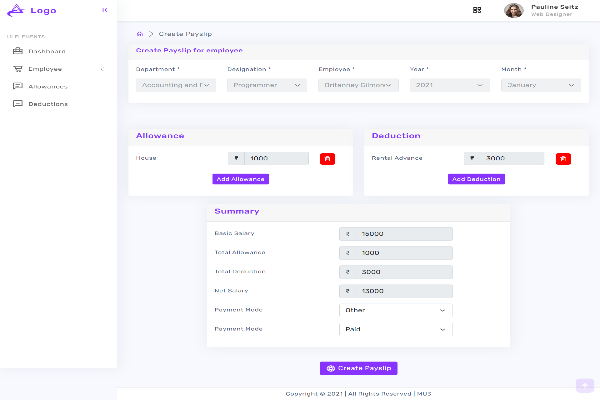 Logo
Pauline Seitz
Web Designer
UI ELEMENTS
Dashboard
Employee
Allowances
Deductions
Create Payslip
Create Payslip for employee
Department * Designation * Employee * Year * Month *
Accounting and Programmer Britanney Gilmore 2021 January
Allowance
House ₹ 1000
Add Allowance
Deduction
Rental Advance ₹ 3000
Add Deduction
Summary
Basic Salary ₹ 15000
Total Allowance ₹ 1000
Total Deduction ₹ 3000
Net Salary ₹ 13000
Payment Mode Other
Payment Mode Paid
Create Payslip
Copyright © 2021 | All Rights Reserved | MU3